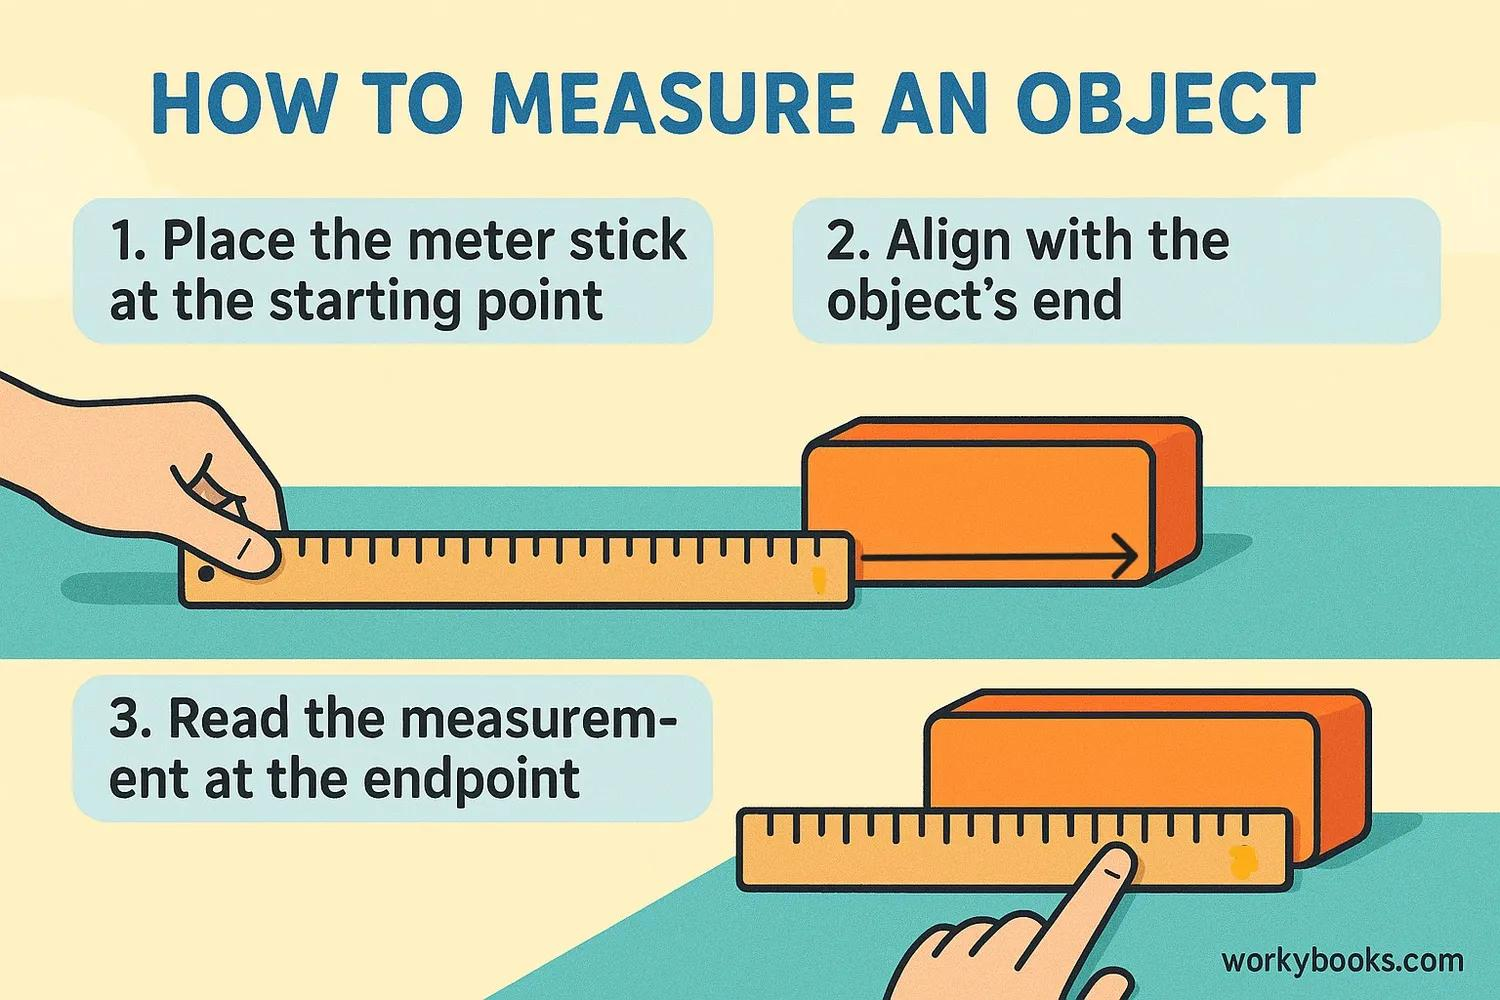 HOW TO MEASURE AN OBJECT
1. Place the meter stick
at the starting point
2. Align with the
object’s end
3. Read the measurem-
ent at the endpoint
workybooks.com